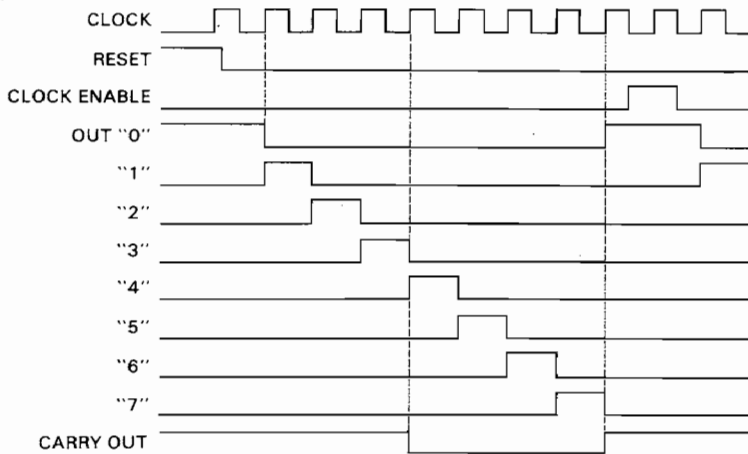 CLOCK
RESET
CLOCK ENABLE
OUT "0"
"1"
"2"
"3"
"4"
"5"
"6"
"7"
CARRY OUT